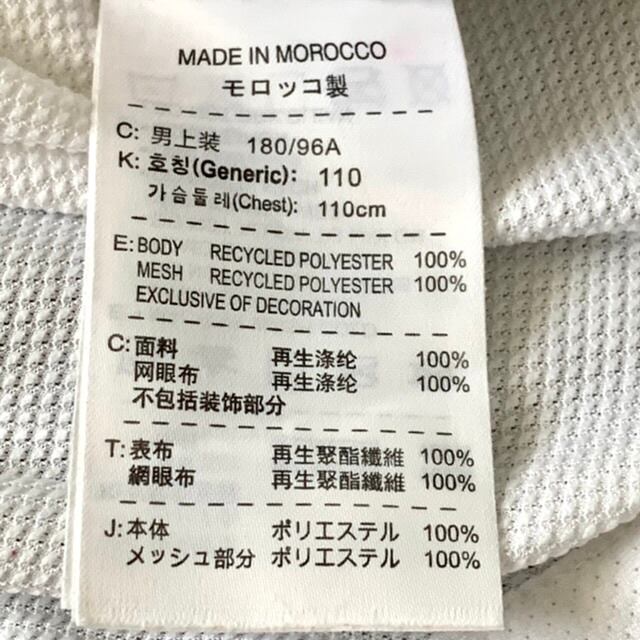 MADE IN MOROCCO
モロッコ製
C: 男上装 180/96A
K: 호칭(Generic): 110
가슴둘레(Chest): 110cm
E: BODY RECYCLED POLYESTER 100%
MESH RECYCLED POLYESTER 100%
EXCLUSIVE OF DECORATION
C: 面料 再生涤纶 100%
网眼布 再生涤纶 100%
不包括装饰部分
T: 表布 再生聚酯纖維 100%
網眼布 再生聚酯纖維 100%
J: 本体 ポリエステル 100%
メッシュ部分 ポリエステル 100%